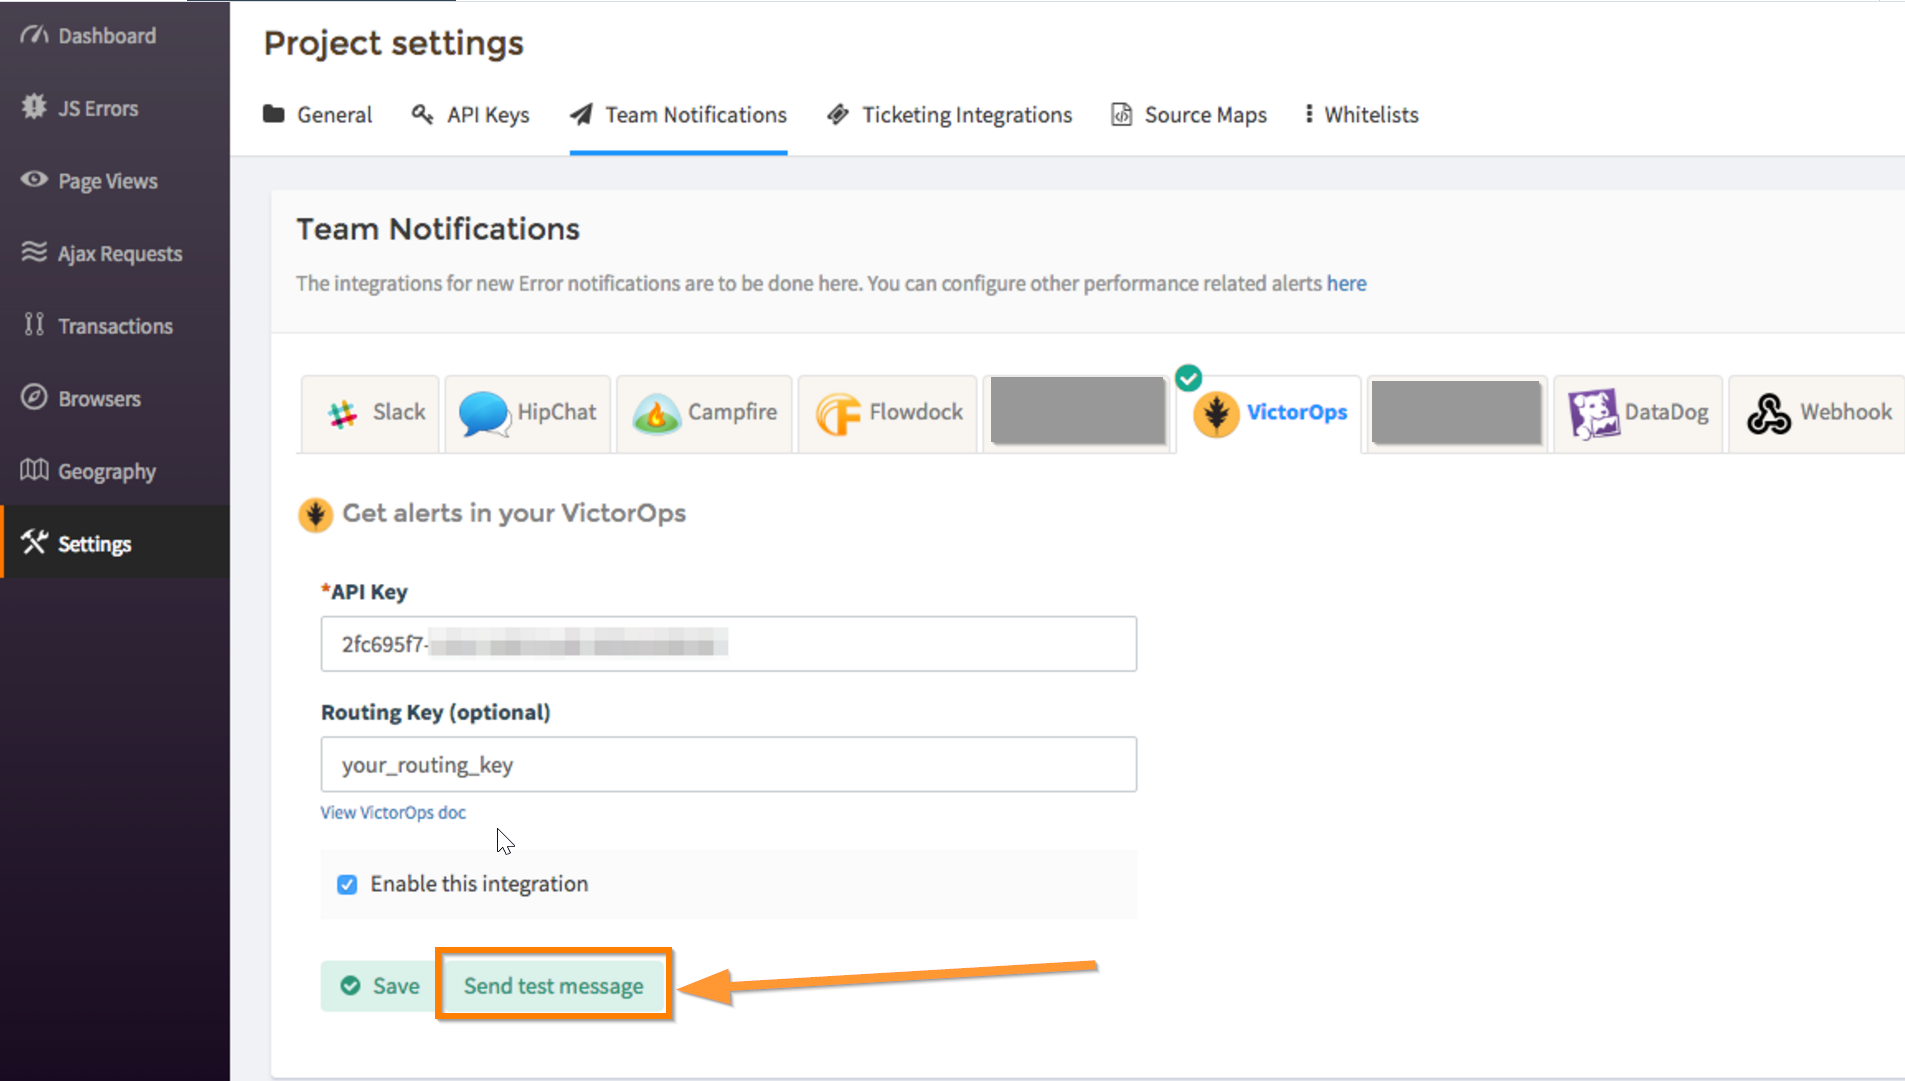 Dashboard
JS Errors
Page Views
Ajax Requests
Transactions
Browsers
Geography
Settings
Project settings
General API Keys Team Notifications Ticketing Integrations Source Maps Whitelists
Team Notifications
The integrations for new Error notifications are to be done here. You can configure other performance related alerts here
Slack HipChat Campfire Flowdock VictorOps DataDog Webhook
Get alerts in your VictorOps
*API Key
2fc695f7-
Routing Key (optional)
your_routing_key
View VictorOps doc
Enable this integration
Save Send test message